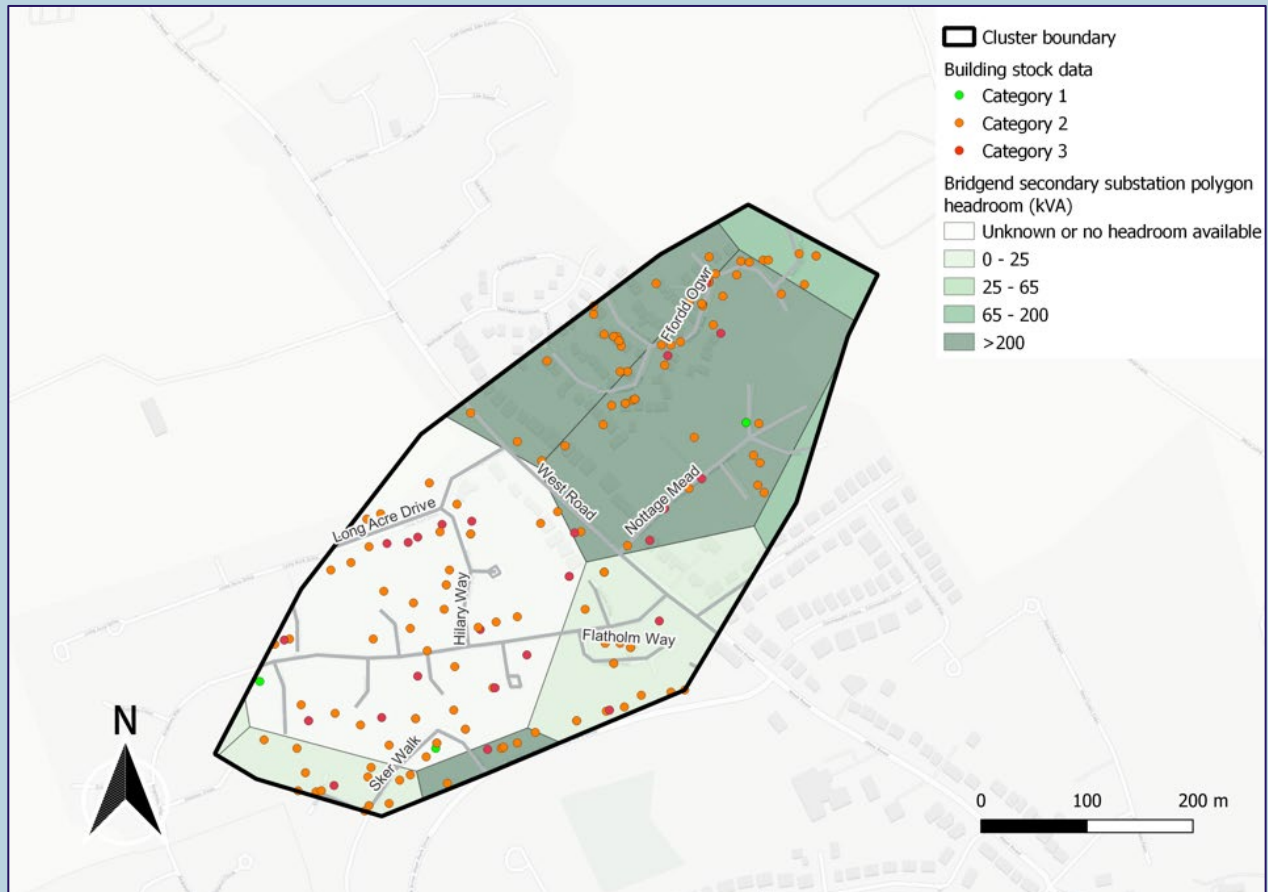 Cluster boundary
Building stock data
Category 1
Category 2
Category 3
Bridgend secondary substation polygon
headroom (kVA)
Unknown or no headroom available
0 - 25
25 - 65
65 - 200
>200
Ffordd Ogwr
West Road
Nottage Mead
Long Acre Drive
Hilary Way
Flatholm Way
Sker Walk
N
0 100 200 m